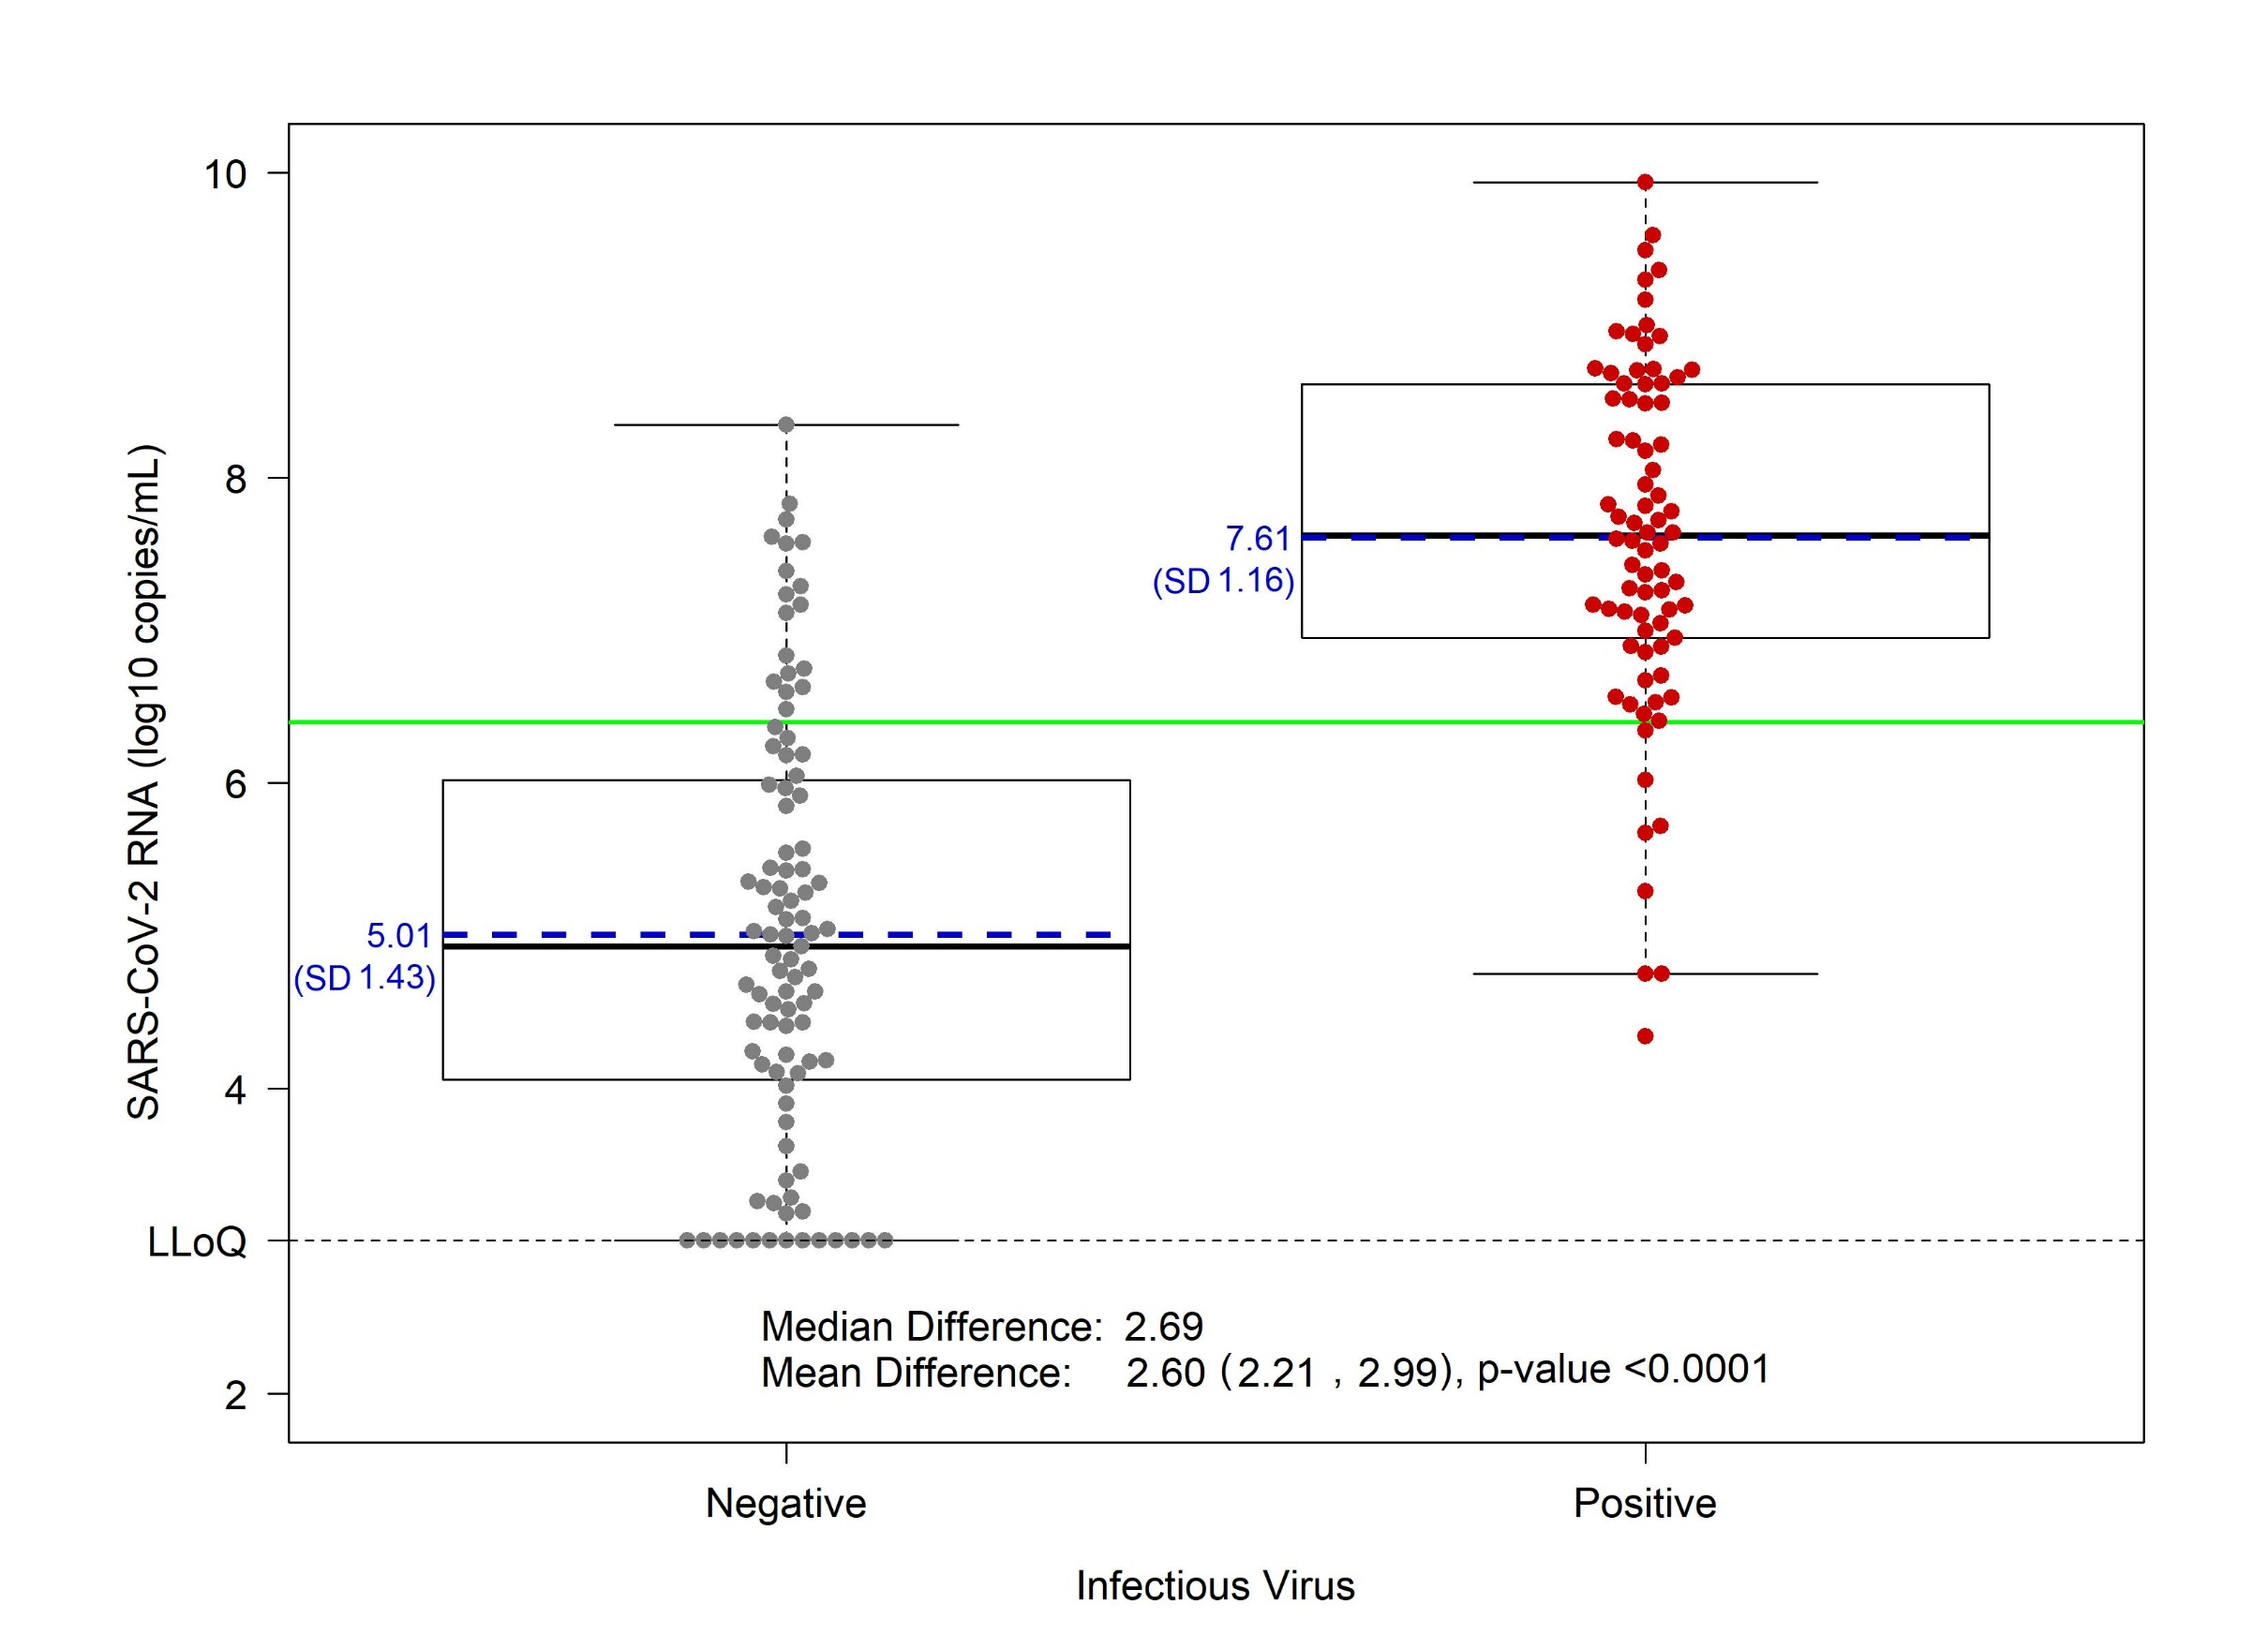 SARS-CoV-2 RNA (log10 copies/mL)
10
8
6
4
LLoQ
2
5.01
(SD 1.43)
7.61
(SD 1.16)
Median Difference: 2.69
Mean Difference: 2.60 (2.21 , 2.99), p-value <0.0001
Negative
Positive
Infectious Virus